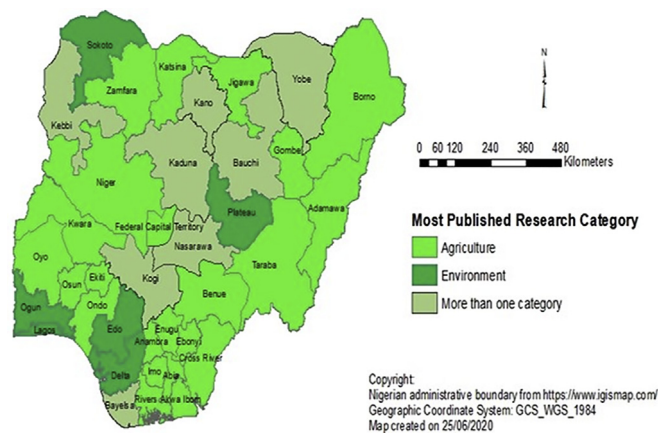 Sokoto
Katsina
Jigawa
Yobe
Borno
Zamfara
Kano
Kebbi
Kaduna
Bauchi
Gombe
Niger
Plateau
Adamawa
Kwara
Federal Capital Territory
Nasarawa
Oyo
Taraba
Ekiti
Kogi
Osun
Benue
Ondo
Ogun
Lagos
Edo
Enugu
Anambra
Ebonyi
Cross River
Delta
Imo
Abia
Bayelsa
Rivers
Akwa Ibom
N
0 60 120 240 360 480
Kilometers
Most Published Research Category
Agriculture
Environment
More than one category
Copyright:
Nigerian administrative boundary from https://www.igismap.com/
Geographic Coordinate System: GCS_WGS_1984
Map created on 25/06/2020